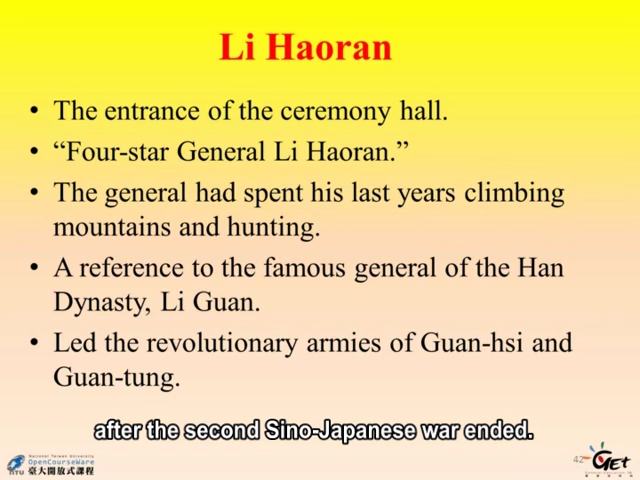 Li Haoran
• The entrance of the ceremony hall.
• “Four-star General Li Haoran.”
• The general had spent his last years climbing
mountains and hunting.
• A reference to the famous general of the Han
Dynasty, Li Guan.
• Led the revolutionary armies of Guan-hsi and
Guan-tung.
after the second Sino-Japanese war ended.
National Taiwan University
OpenCourseWare
NTU 臺大開放式課程
42
GET